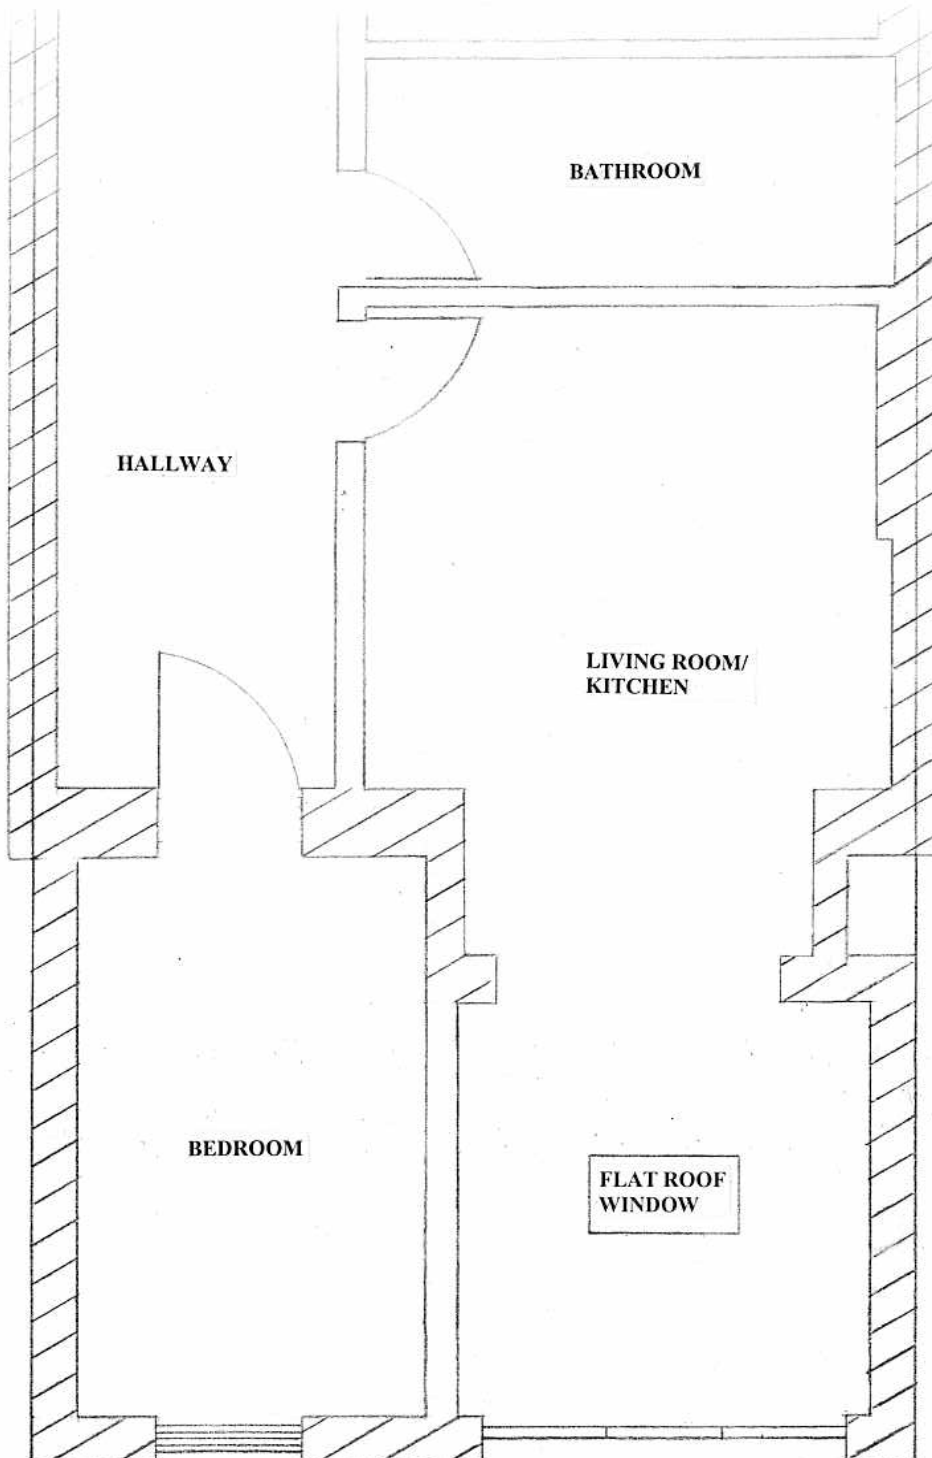 BATHROOM
HALLWAY
LIVING ROOM/
KITCHEN
BEDROOM
FLAT ROOF
WINDOW